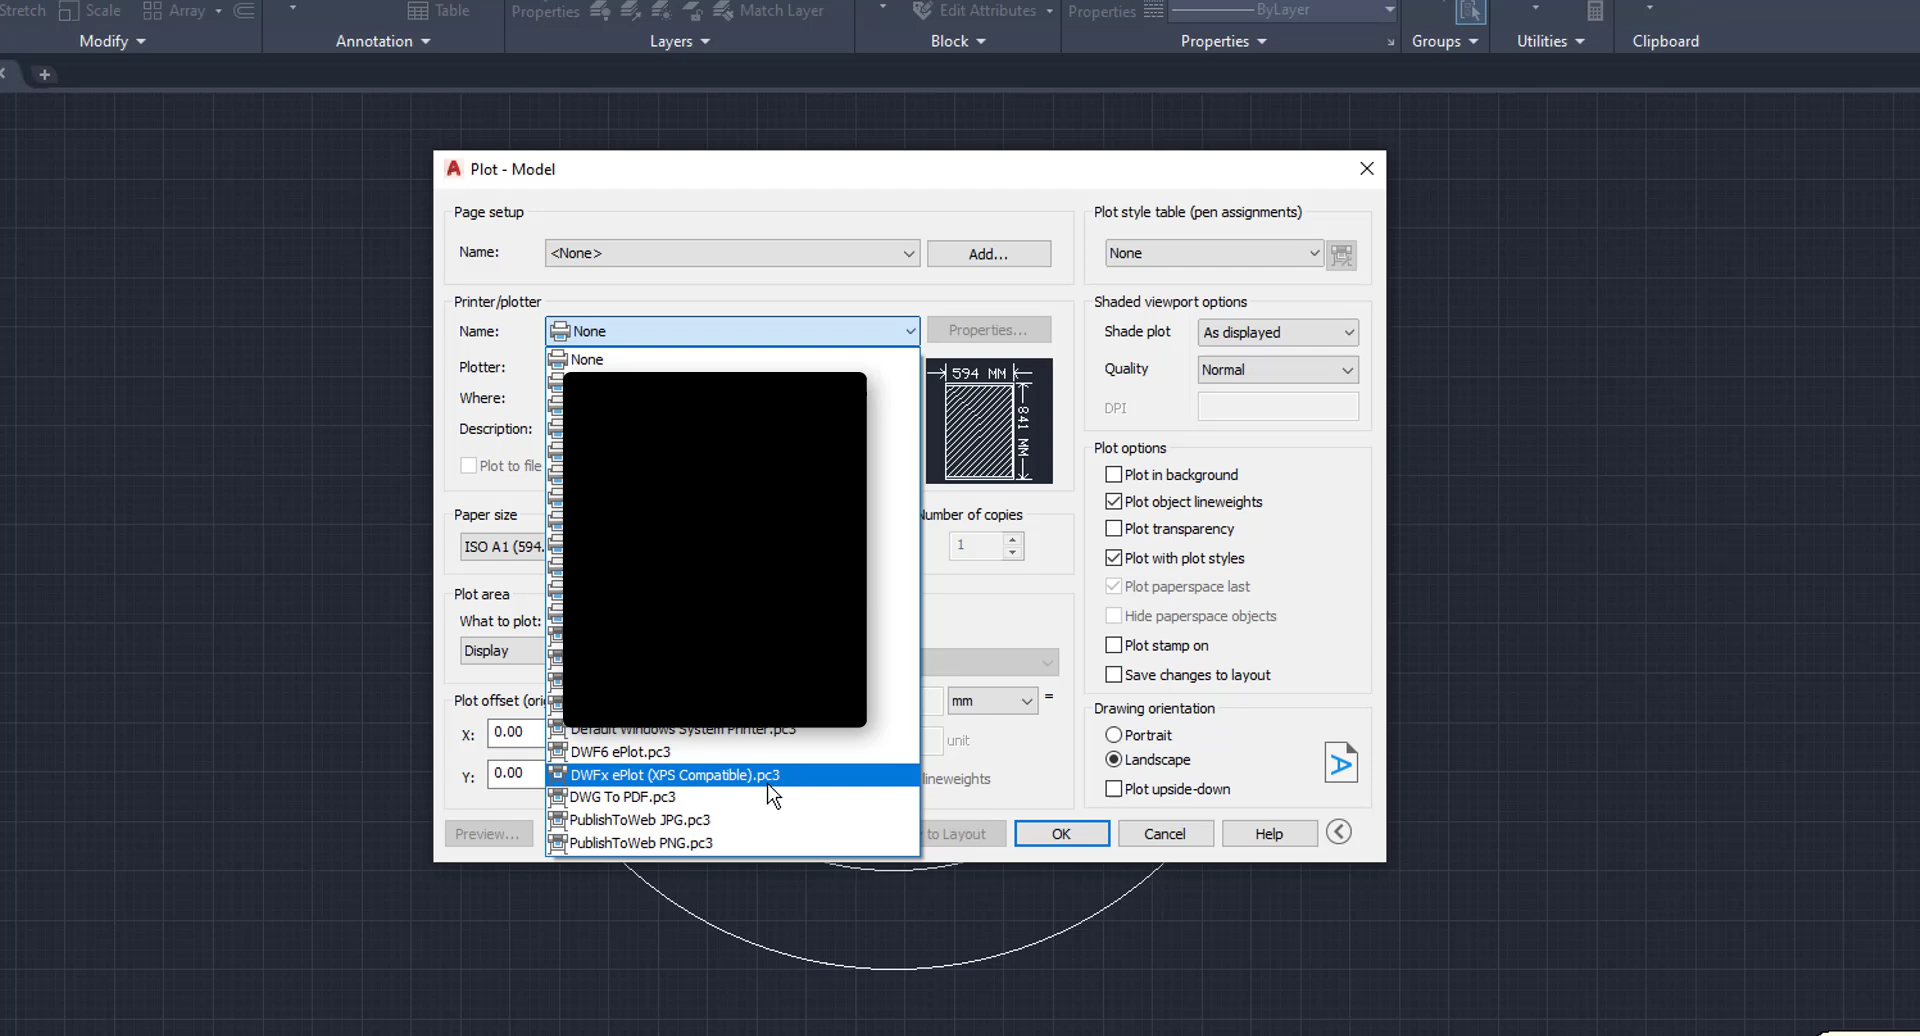 Stretch Scale Array Table Properties Match Layer Edit Attributes Properties ByLayer
Modify Annotation Layers Block Properties Groups Utilities Clipboard
Plot - Model
Page setup
Name: <None> Add...
Plot style table (pen assignments)
None
Printer/plotter
Name: None Properties...
None
Plotter:
Where:
Description:
Plot to file
594 MM
841 MM
Default Windows System Printer.pc3
DWF6 ePlot.pc3
DWFx ePlot (XPS Compatible).pc3
DWG To PDF.pc3
PublishToWeb JPG.pc3
PublishToWeb PNG.pc3
Shaded viewport options
Shade plot As displayed
Quality Normal
DPI
Paper size
ISO A1 (594.
Number of copies
1
Plot area
What to plot:
Display
mm =
unit
lineweights
Plot offset (ori
X: 0.00
Y: 0.00
Plot options
Plot in background
Plot object lineweights
Plot transparency
Plot with plot styles
Plot paperspace last
Hide paperspace objects
Plot stamp on
Save changes to layout
Drawing orientation
Portrait
Landscape
Plot upside-down
A
Preview... to Layout OK Cancel Help